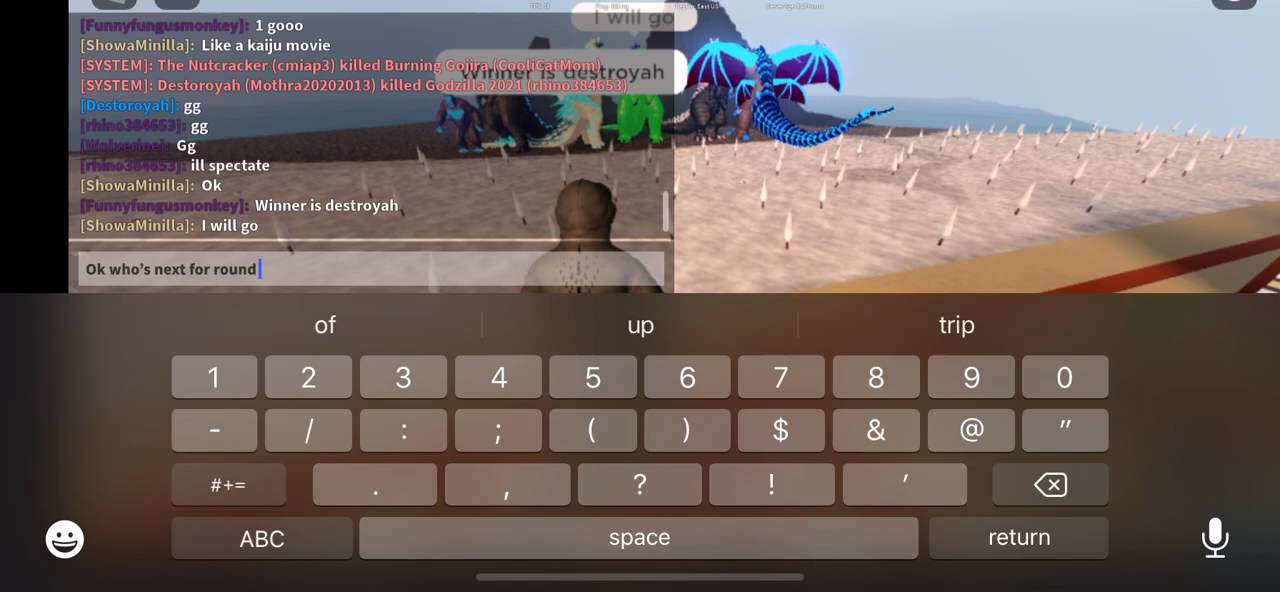 I will go
[Funnyfungusmonkey]: 1 gooo
[ShowaMinilla]: Like a kaiju movie
[SYSTEM]: The Nutcracker (cmiap3) killed Burning Gojira (CooliCatMom)
Winner is destroyah
[SYSTEM]: Destoroyah (Mothra20202013) killed Godzilla 2021 (rhino384653)
[Destoroyah]: gg
[rhino384653]: gg
[Wolverine]: Gg
[rhino384653]: ill spectate
[ShowaMinilla]: Ok
[Funnyfungusmonkey]: Winner is destroyah
[ShowaMinilla]: I will go
Ok who’s next for round
of up trip
1 2 3 4 5 6 7 8 9 0
- / : ; ( ) $ & @ "
#+= . , ? ! ’
ABC space return